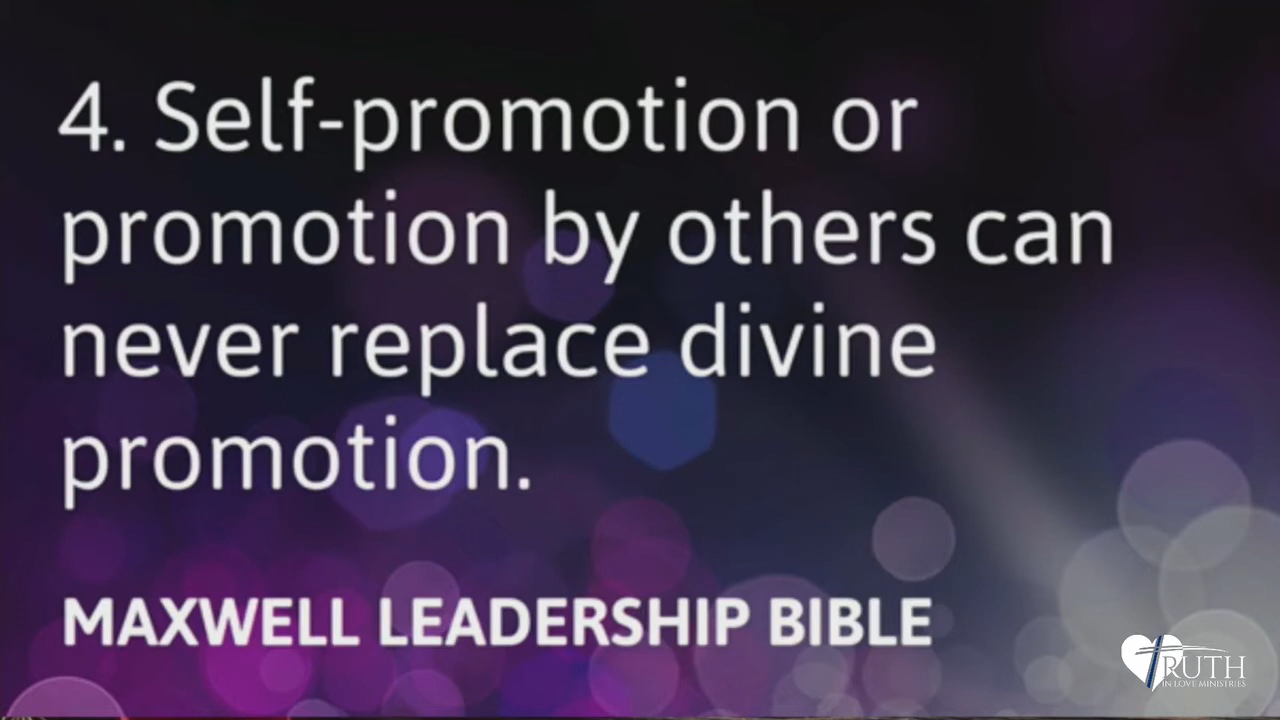 4. Self-promotion or
promotion by others can
never replace divine
promotion.
MAXWELL LEADERSHIP BIBLE
TRUTH
IN LOVE MINISTRIES